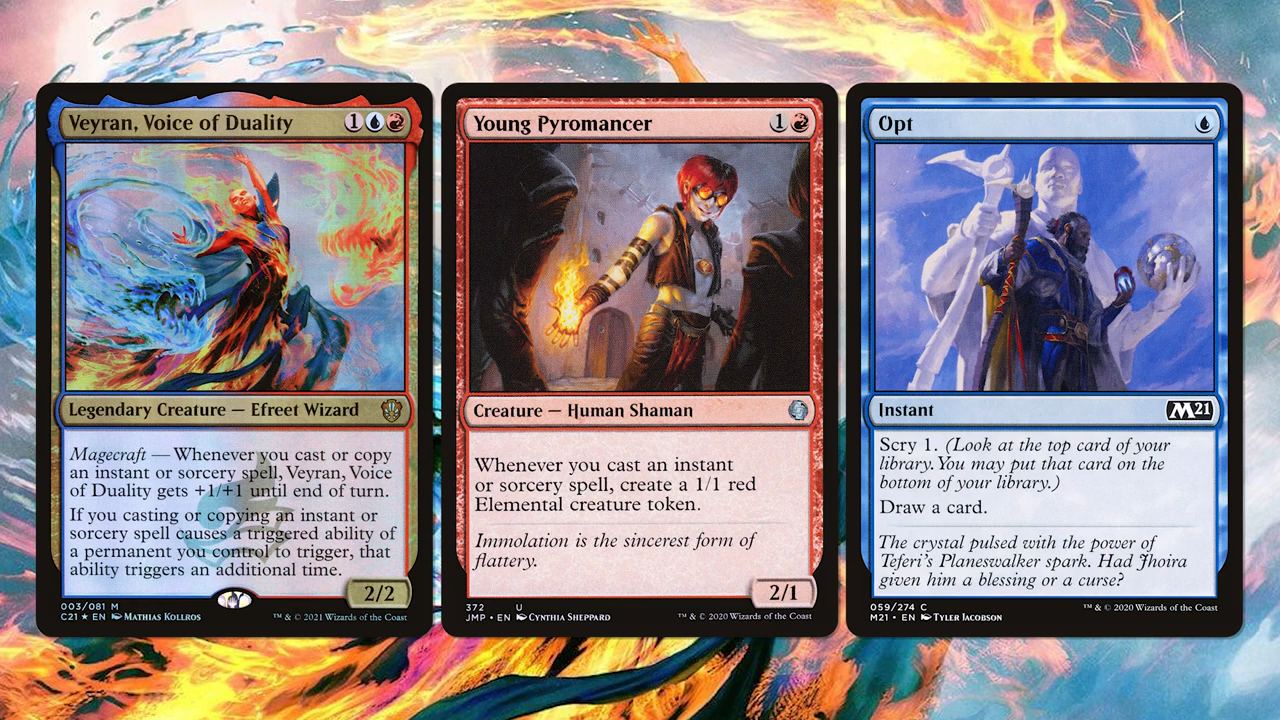 Veyran, Voice of Duality 1
Legendary Creature — Efreet Wizard
Magecraft — Whenever you cast or copy
an instant or sorcery spell, Veyran, Voice
of Duality gets +1/+1 until end of turn.
If you casting or copying an instant or
sorcery spell causes a triggered ability of
a permanent you control to trigger, that
ability triggers an additional time.
2/2
003/081 M
C21 ★ EN Mathias Kollros ™ & © 2021 Wizards of the Coast
Young Pyromancer 1
Creature — Human Shaman
Whenever you cast an instant
or sorcery spell, create a 1/1 red
Elemental creature token.
Immolation is the sincerest form of
flattery.
2/1
372 U
JMP • EN Cynthia Sheppard ™ & © 2020 Wizards of the Coast
Opt
Instant M21
Scry 1. (Look at the top card of your
library. You may put that card on the
bottom of your library.)
Draw a card.
The crystal pulsed with the power of
Teferi's Planeswalker spark. Had Jhoira
given him a blessing or a curse?
059/274 C ™ & © 2020 Wizards of the Coast
M21 • EN Tyler Jacobson